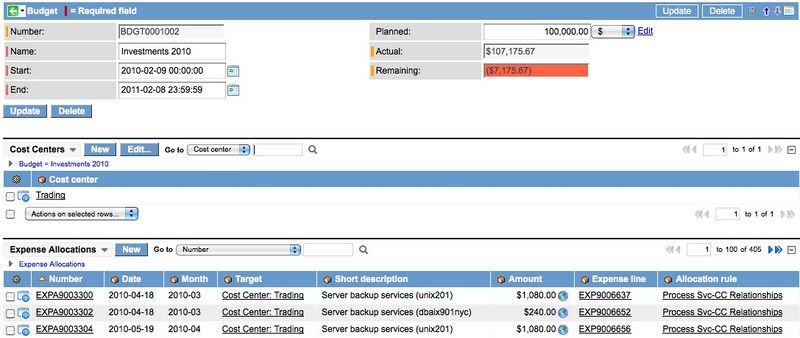 Budget = Required field Update Delete
Number: BDGT0001002 Planned: 100,000.00 $ Edit
Name: Investments 2010 Actual: $107,175.67
Start: 2010-02-09 00:00:00 Remaining: ($7,175.67)
End: 2011-02-08 23:59:59
Update Delete
Cost Centers New Edit... Go to Cost center 1 to 1 of 1
Budget = Investments 2010
Cost center
Trading
Actions on selected rows... 1 to 1 of 1
Expense Allocations New Go to Number 1 to 100 of 405
Expense Allocations
Number Date Month Target Short description Amount Expense line Allocation rule
EXPA9003300 2010-04-18 2010-03 Cost Center: Trading Server backup services (unix201) $1,080.00 EXP9006637 Process Svc-CC Relationships
EXPA9003302 2010-04-18 2010-03 Cost Center: Trading Server backup services (dbaix901nyc) $240.00 EXP9006652 Process Svc-CC Relationships
EXPA9003304 2010-05-19 2010-04 Cost Center: Trading Server backup services (unix201) $1,080.00 EXP9006656 Process Svc-CC Relationships